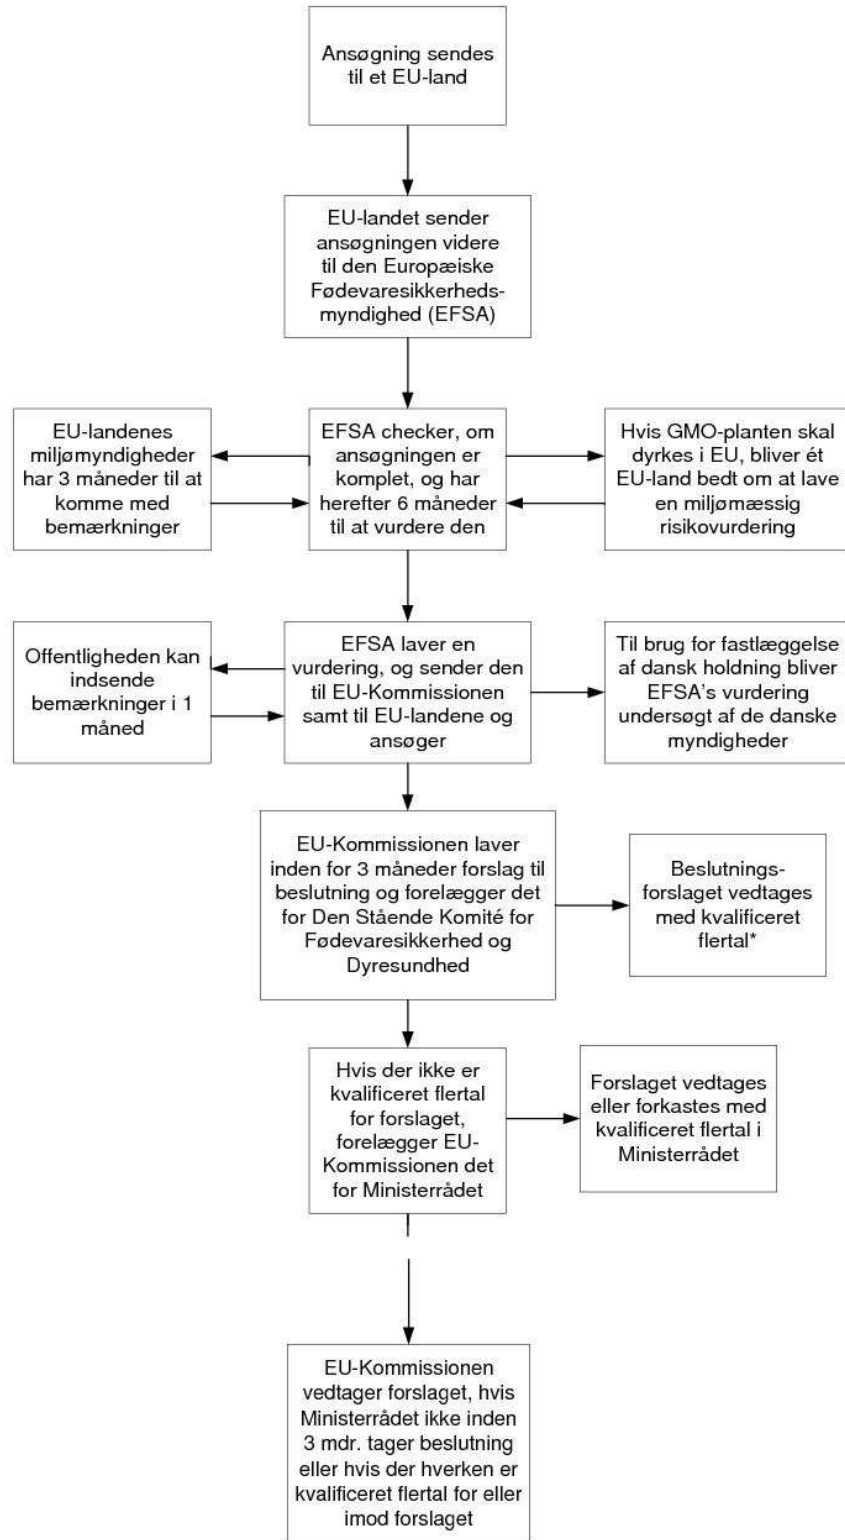 Ansøgning sendes
til et EU-land
EU-landet sender
ansøgningen videre
til den Europæiske
Fødevaresikkerheds-
myndighed (EFSA)
EU-landenes
miljømyndigheder
har 3 måneder til at
komme med
bemærkninger
EFSA checker, om
ansøgningen er
komplet, og har
herefter 6 måneder
til at vurdere den
Hvis GMO-planten skal
dyrkes i EU, bliver ét
EU-land bedt om at lave
en miljømæssig
risikovurdering
Offentligheden kan
indsende
bemærkninger i 1
måned
EFSA laver en
vurdering, og sender den
til EU-Kommissionen
samt til EU-landene og
ansøger
Til brug for fastlæggelse
af dansk holdning bliver
EFSA's vurdering
undersøgt af de danske
myndigheder
EU-Kommissionen laver
inden for 3 måneder forslag til
beslutning og forelægger det
for Den Stående Komité for
Fødevaresikkerhed og
Dyresundhed
Beslutnings-
forslaget vedtages
med kvalificeret
flertal*
Hvis der ikke er
kvalificeret flertal
for forslaget,
forelægger EU-
Kommissionen det
for Ministerrådet
Forslaget vedtages
eller forkastes med
kvalificeret flertal i
Ministerrådet
EU-Kommissionen
vedtager forslaget, hvis
Ministerrådet ikke inden
3 mdr. tager beslutning
eller hvis der hverken er
kvalificeret flertal for eller
imod forslaget